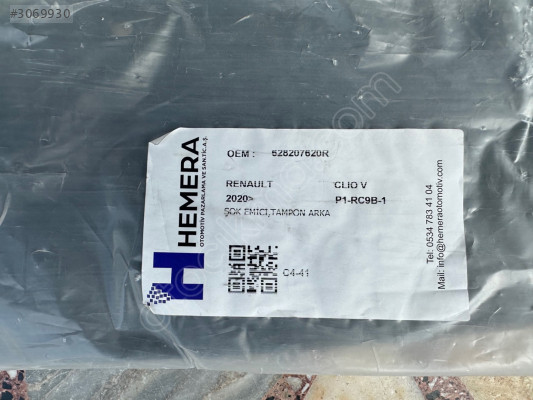 #3069930
HEMERA
OTOMOTİV PAZARLAMA VE SAN.TİC.A.Ş.
OEM : 628207620R
RENAULT CLIO V
2020> P1-RC9B-1
ŞOK EMICI,TAMPON ARKA
C4-41
Tel: 0534 783 41 04
Mail: info@hemeraotomotiv.com